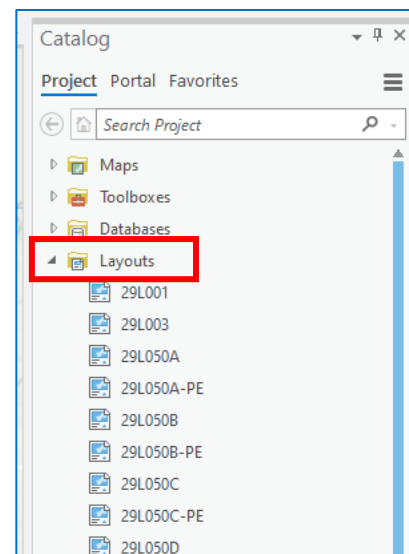 Catalog
Project Portal Favorites
Search Project
Maps
Toolboxes
Databases
Layouts
29L001
29L003
29L050A
29L050A-PE
29L050B
29L050B-PE
29L050C
29L050C-PE
29L050D